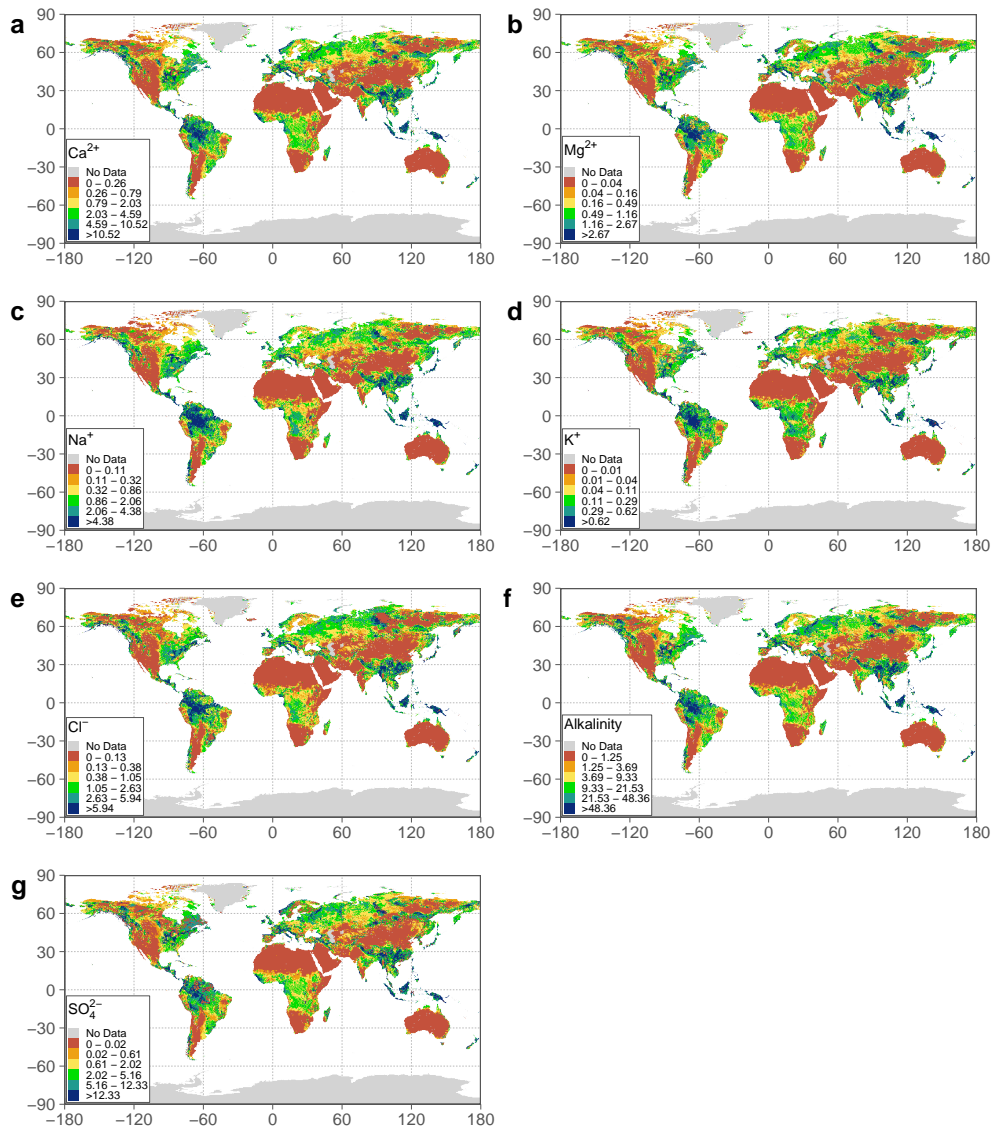 a
90
60
30
0
−30
−60
−90
−180
−120
−60
0
60
120
180
Ca²⁺
No Data
0 – 0.26
0.26 – 0.79
0.79 – 2.03
2.03 – 4.59
4.59 – 10.52
>10.52
b
90
60
30
0
−30
−60
−90
−180
−120
−60
0
60
120
180
Mg²⁺
No Data
0 – 0.04
0.04 – 0.16
0.16 – 0.49
0.49 – 1.16
1.16 – 2.67
>2.67
c
90
60
30
0
−30
−60
−90
−180
−120
−60
0
60
120
180
Na⁺
No Data
0 – 0.11
0.11 – 0.32
0.32 – 0.86
0.86 – 2.06
2.06 – 4.38
>4.38
d
90
60
30
0
−30
−60
−90
−180
−120
−60
0
60
120
180
K⁺
No Data
0 – 0.01
0.01 – 0.04
0.04 – 0.11
0.11 – 0.29
0.29 – 0.62
>0.62
e
90
60
30
0
−30
−60
−90
−180
−120
−60
0
60
120
180
Cl⁻
No Data
0 – 0.13
0.13 – 0.38
0.38 – 1.05
1.05 – 2.63
2.63 – 5.94
>5.94
f
90
60
30
0
−30
−60
−90
−180
−120
−60
0
60
120
180
Alkalinity
No Data
0 – 1.25
1.25 – 3.69
3.69 – 9.33
9.33 – 21.53
21.53 – 48.36
>48.36
g
90
60
30
0
−30
−60
−90
−180
−120
−60
0
60
120
180
SO₄²⁻
No Data
0 – 0.02
0.02 – 0.61
0.61 – 2.02
2.02 – 5.16
5.16 – 12.33
>12.33